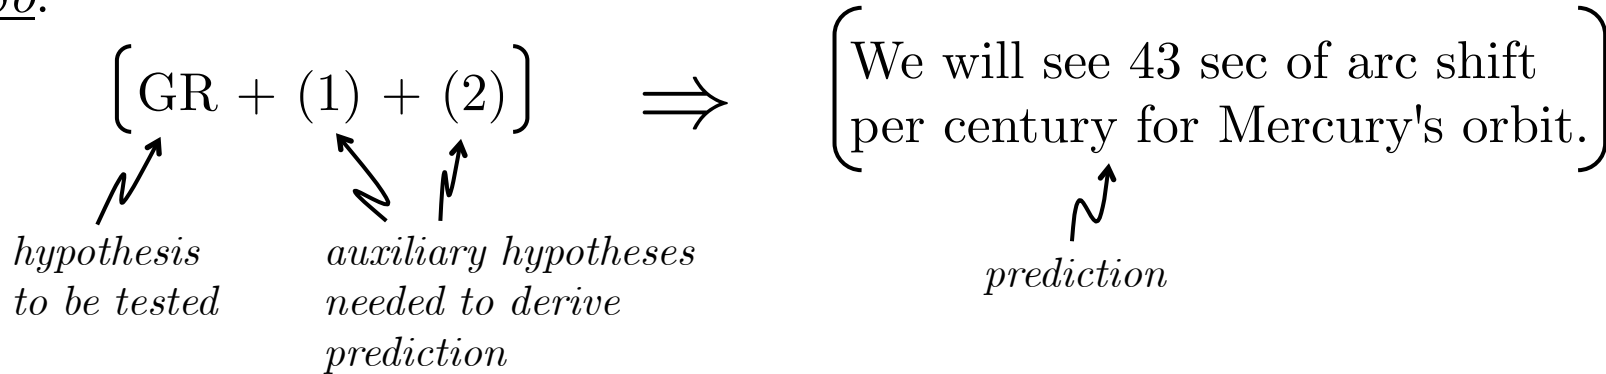 [GR + (1) + (2)] ⇒
We will see 43 sec of arc shift
per century for Mercury's orbit.
hypothesis
to be tested
auxiliary hypotheses
needed to derive
prediction
prediction